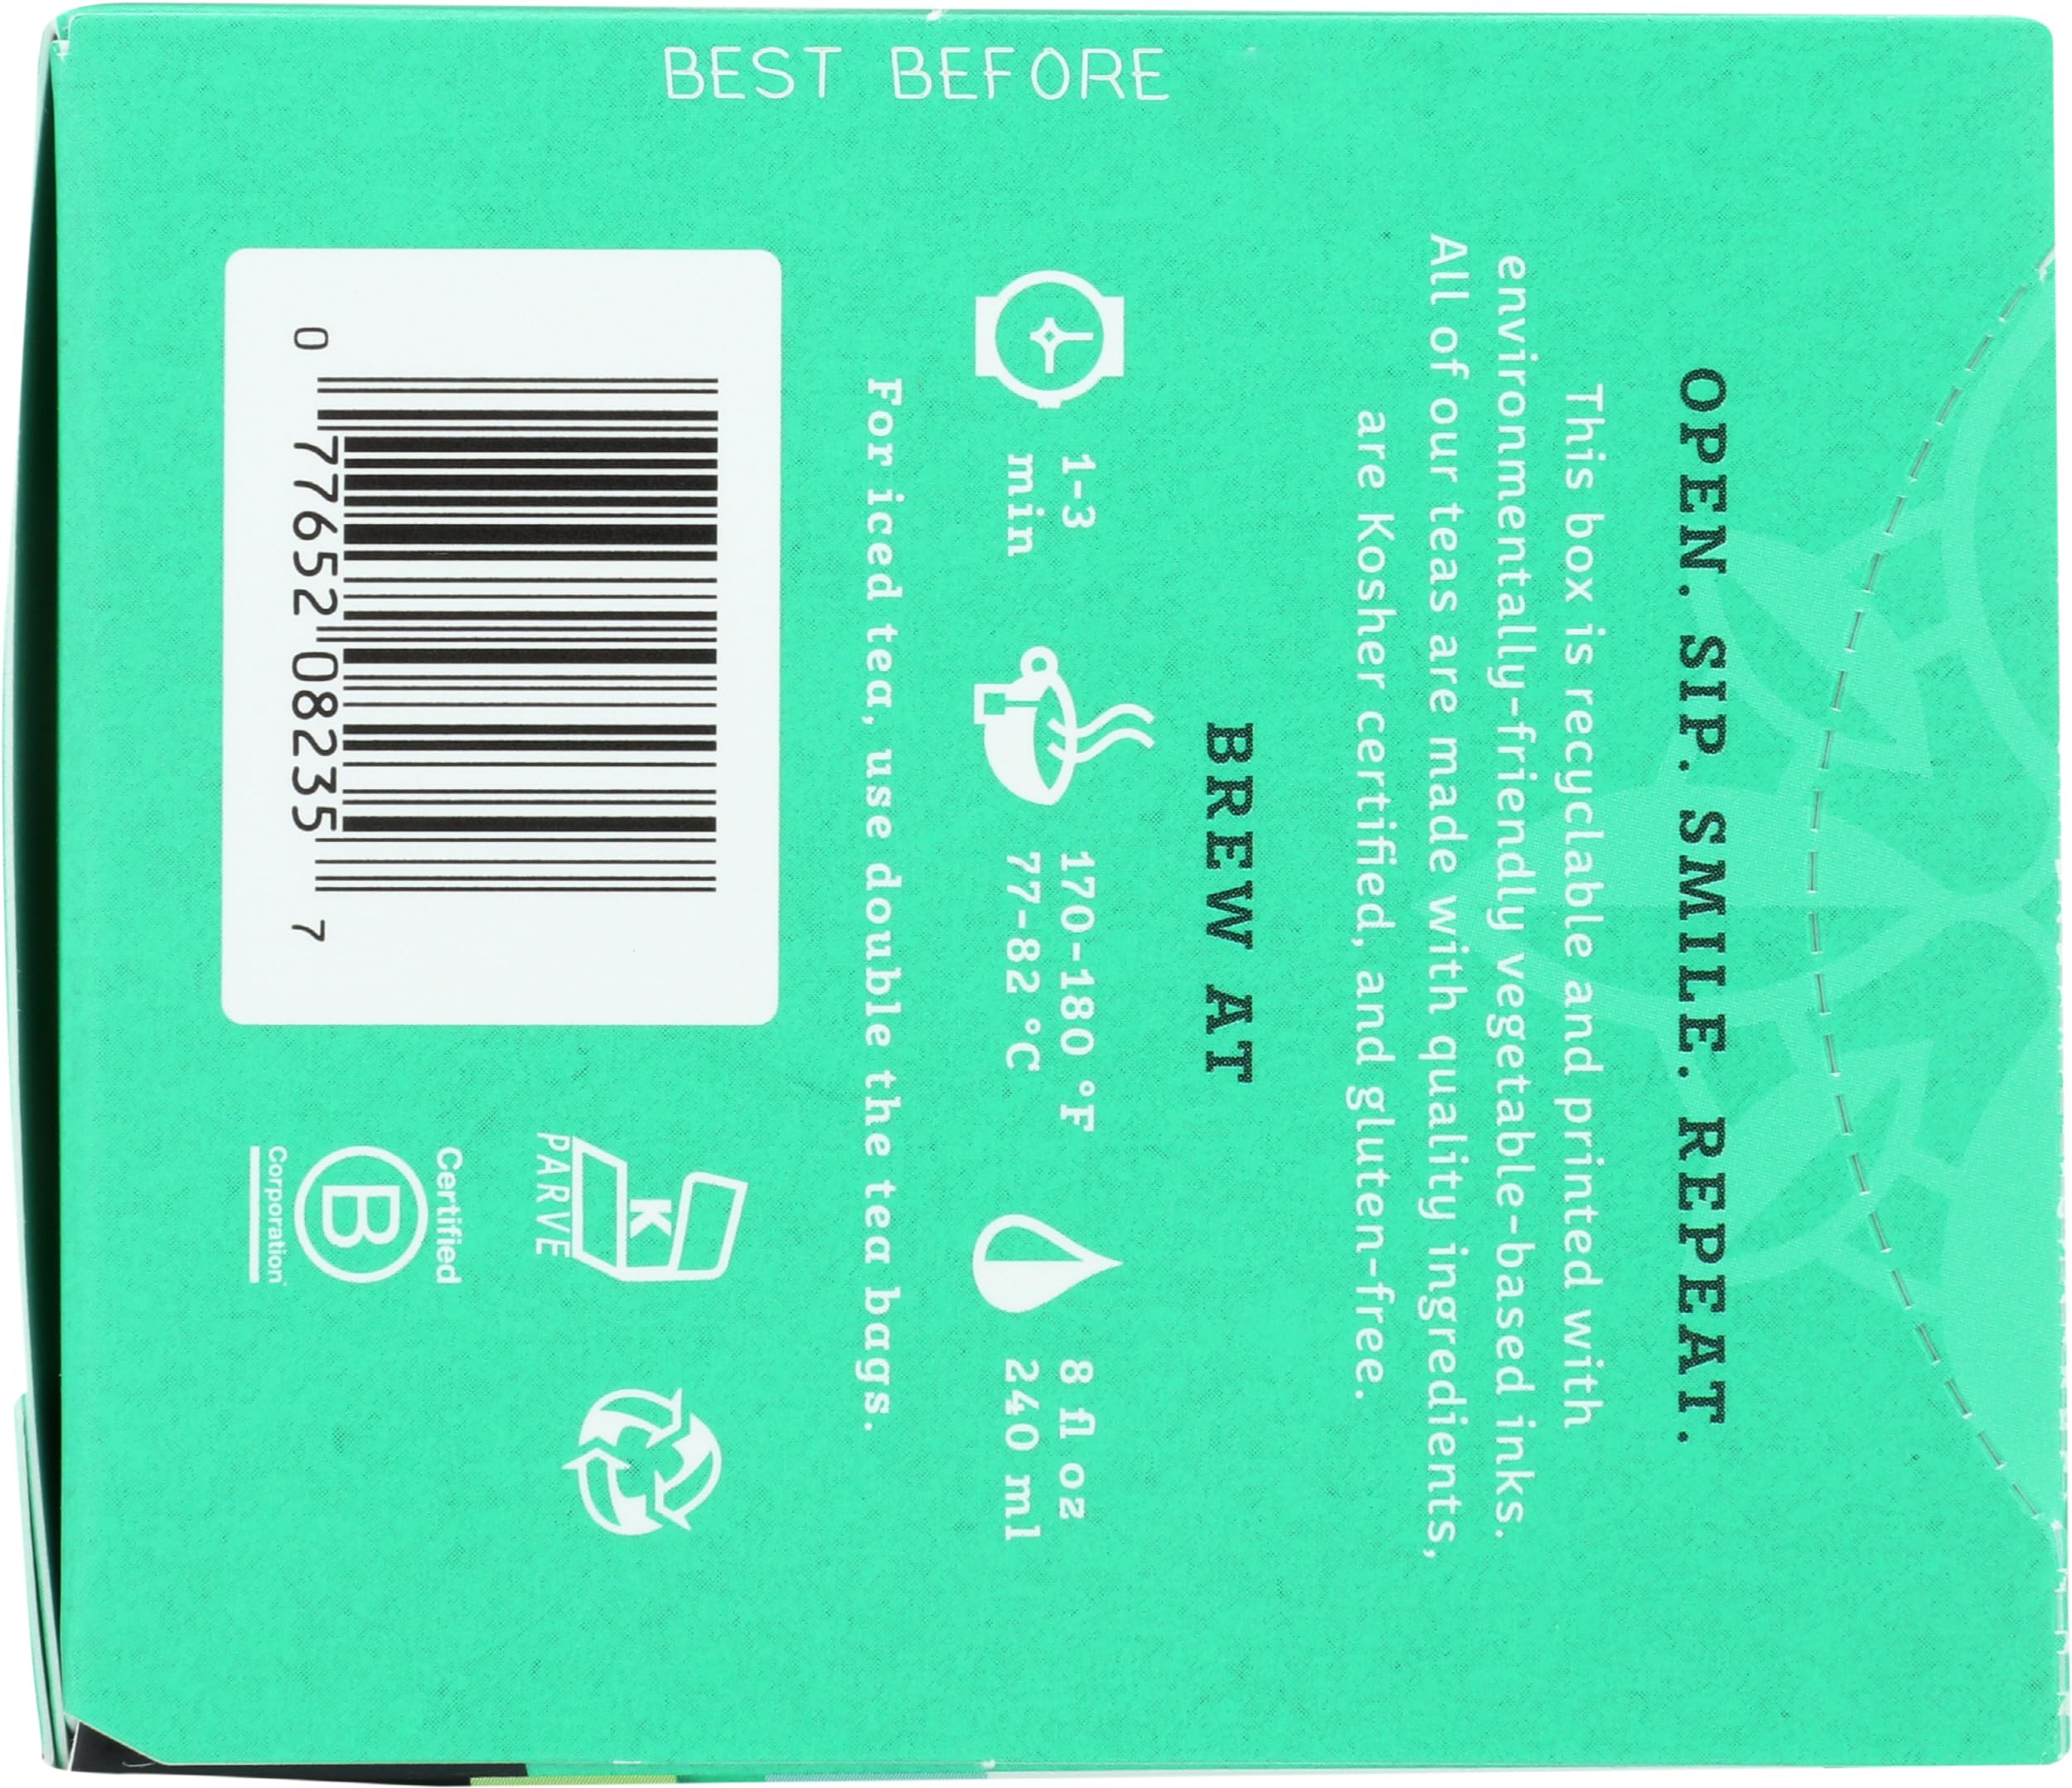 BEST BEFORE
OPEN. SIP. SMILE. REPEAT.
This box is recyclable and printed with
environmentally-friendly vegetable-based inks.
All of our teas are made with quality ingredients,
are Kosher certified, and gluten-free.
BREW AT
1-3
min
170-180 °F
77-82 °C
8 fl oz
240 ml
For iced tea, use double the tea bags.
0 77652 08235 7
K
PARVE
Certified
B
Corporation